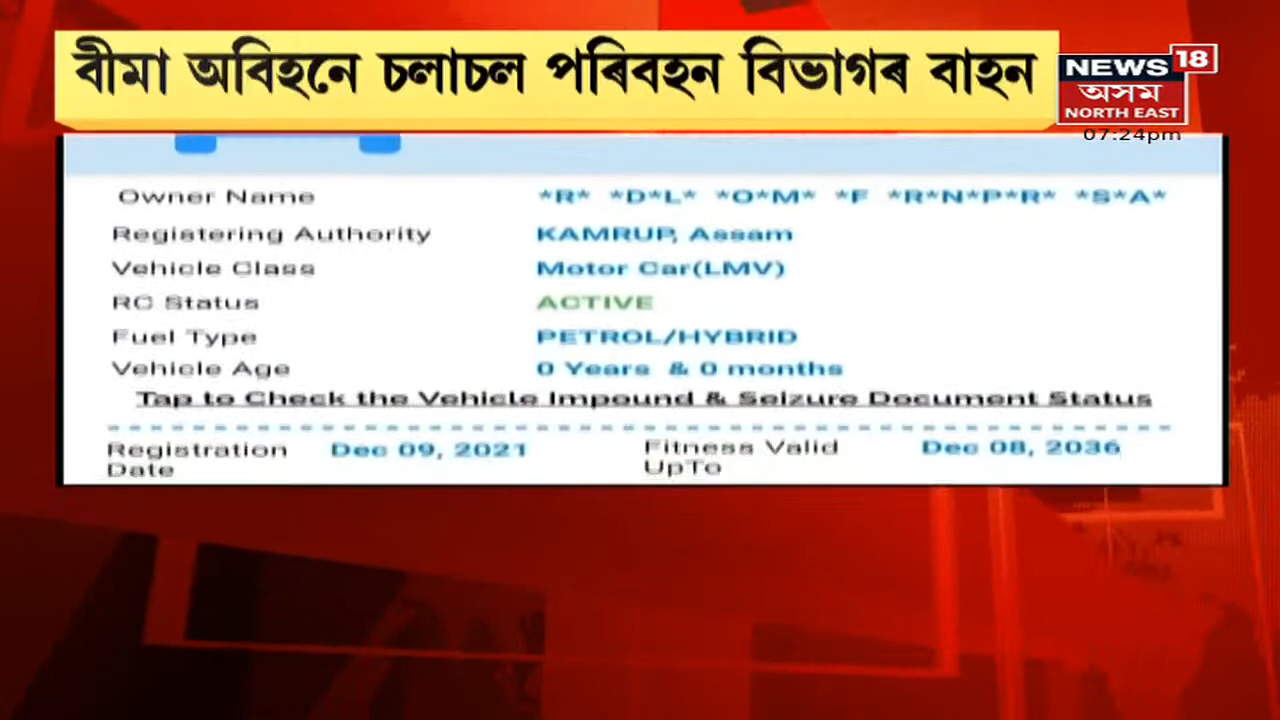 বীমা অবিহনে চলাচল পৰিবহন বিভাগৰ বাহন
NEWS 18
অসম
NORTH EAST
07:24pm
Owner Name *R* *D*L* *O*M* *F *R*N*P*R* *S*A*
Registering Authority KAMRUP, Assam
Vehicle Class Motor Car(LMV)
RC Status ACTIVE
Fuel Type PETROL/HYBRID
Vehicle Age 0 Years & 0 months
Tap to Check the Vehicle Impound & Seizure Document Status
Registration Date Dec 09, 2021 Fitness Valid UpTo Dec 08, 2036